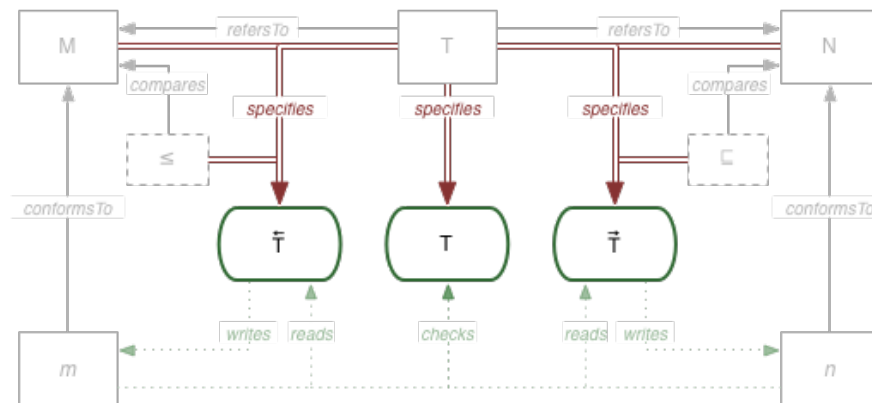 M refersTo T refersTo N
compares compares
specifies specifies specifies
≤ ⊑
conformsTo conformsTo
T⃖ T T⃗
writes reads checks reads writes
m n